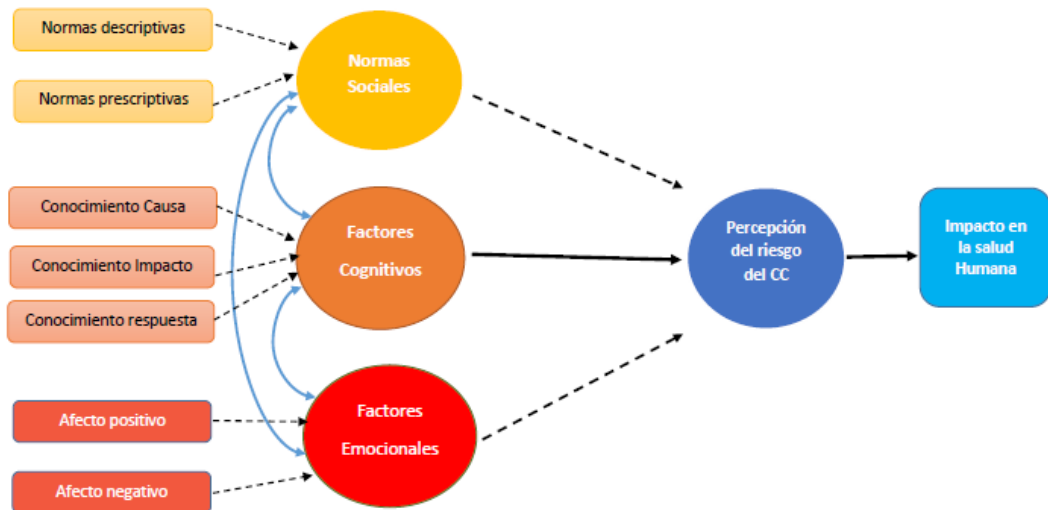 Normas descriptivas
Normas prescriptivas
Normas
Sociales
Conocimiento Causa
Conocimiento Impacto
Conocimiento respuesta
Factores
Cognitivos
Afecto positivo
Afecto negativo
Factores
Emocionales
Percepción
del riesgo
del CC
Impacto en
la salud
Humana